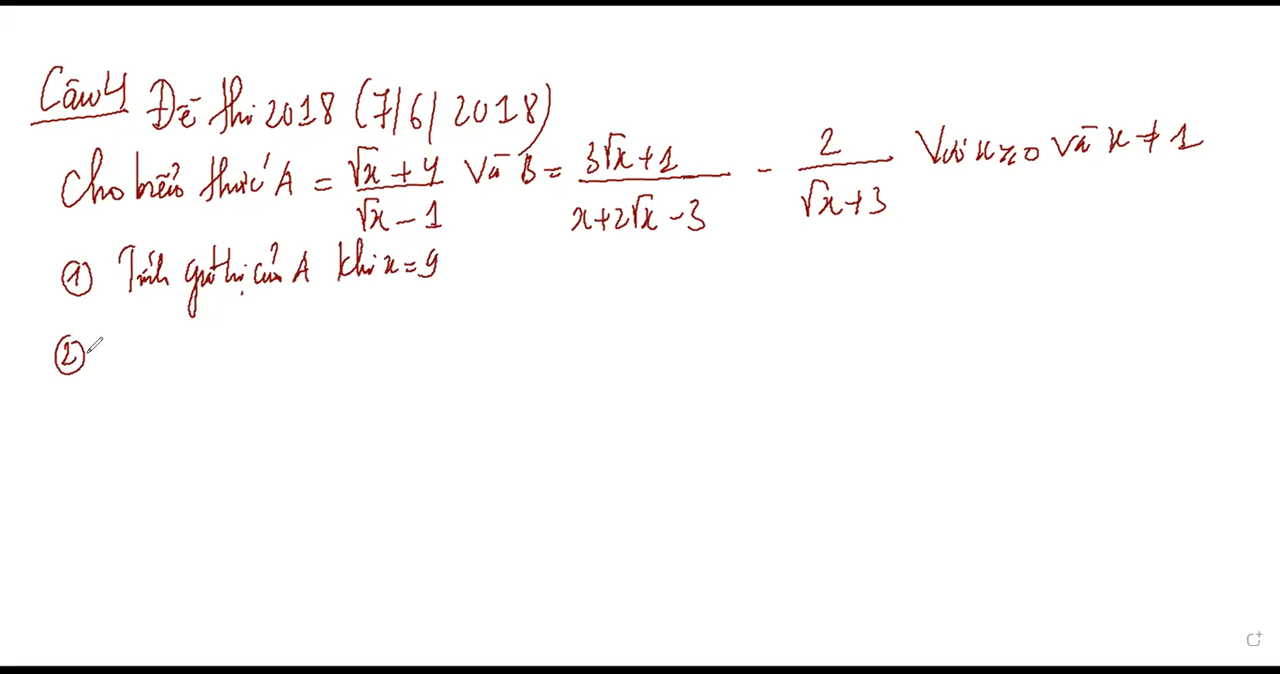 Câu 4 Đề thi 2018 (7/6/2018)
Cho biểu thức A = (√x + 4)/(√x - 1) Và B = (3√x + 1)/(x + 2√x - 3) - 2/(√x + 3) Với x ≥ 0 và x ≠ 1
① Tính giá trị của A khi x = 9
②